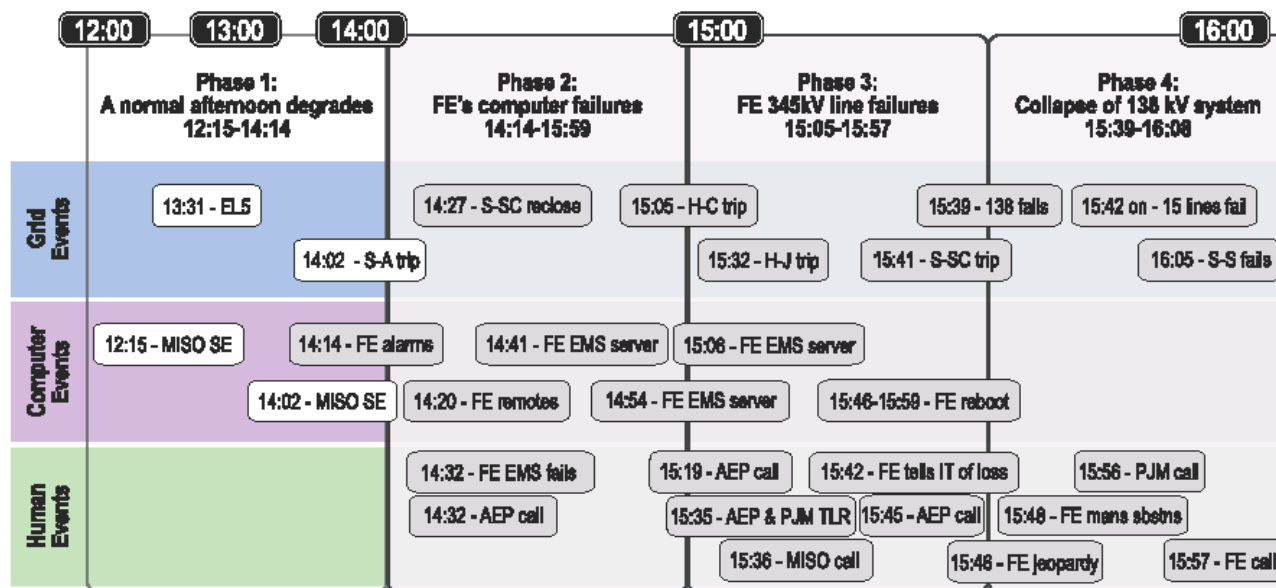 12:00
13:00
14:00
15:00
16:00
Phase 1:
A normal afternoon degrades
12:15-14:14
Phase 2:
FE's computer failures
14:14-15:59
Phase 3:
FE 345kV line failures
15:05-15:57
Phase 4:
Collapse of 138 kV system
15:39-16:08
Grid
Events
13:31 - EL5
14:27 - S-SC reclose
15:05 - H-C trip
15:39 - 138 fails
15:42 on - 15 lines fail
14:02 - S-A trip
15:32 - H-J trip
15:41 - S-SC trip
16:05 - S-S fails
Computer
Events
12:15 - MISO SE
14:14 - FE alarms
14:41 - FE EMS server
15:08 - FE EMS server
14:02 - MISO SE
14:20 - FE remotes
14:54 - FE EMS server
15:46-15:59 - FE reboot
Human
Events
14:32 - FE EMS fails
15:19 - AEP call
15:42 - FE tells IT of loss
15:56 - PJM call
14:32 - AEP call
15:35 - AEP & PJM TLR
15:45 - AEP call
15:48 - FE mans sbstns
15:36 - MISO call
15:46 - FE jeopardy
15:57 - FE call